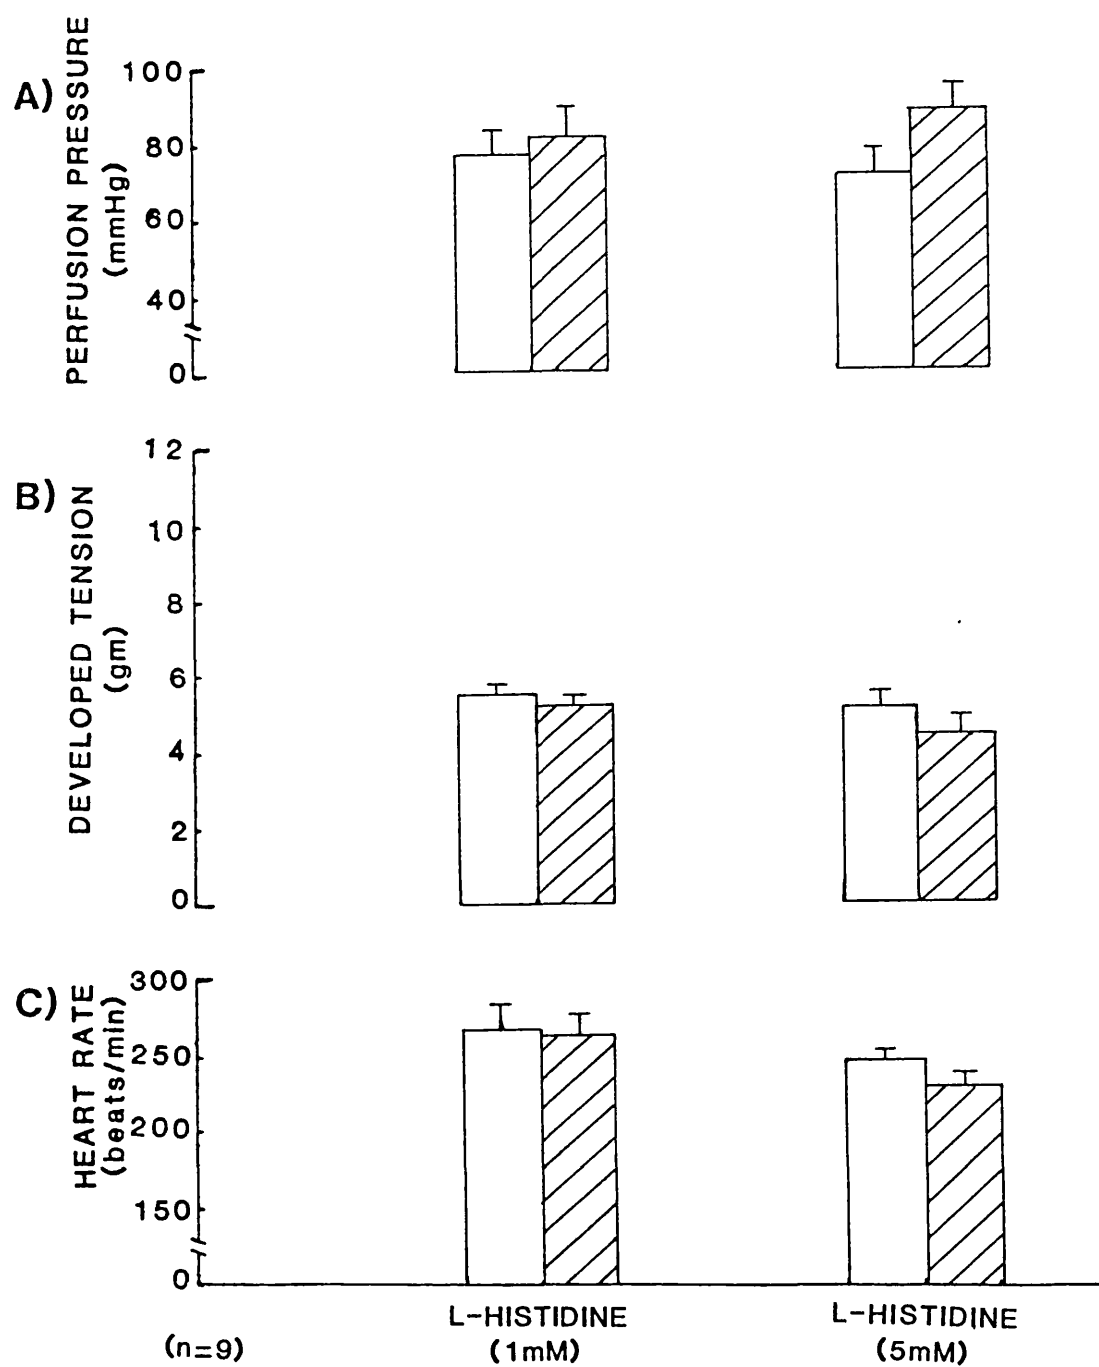 A)
PERFUSION PRESSURE
(mmHg)
100
80
60
40
0
B)
DEVELOPED TENSION
(gm)
12
10
8
6
4
2
0
C)
HEART RATE
(beats/min)
300
250
200
150
0
L-HISTIDINE
(1mM)
L-HISTIDINE
(5mM)
(n=9)